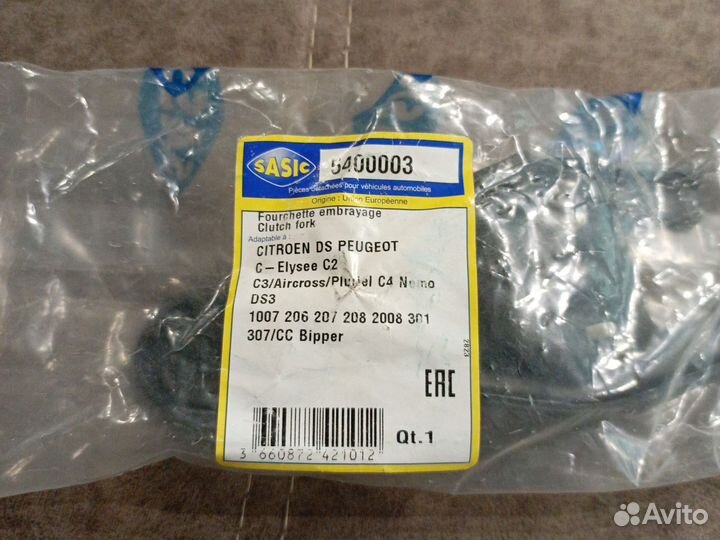 SASIC
5400003
Pièces détachées pour véhicules automobiles
Origine : Union Européenne
Fourchette embrayage
Clutch fork
Adaptable à :
CITROEN DS PEUGEOT
C-Elysee C2
C3/Aircross/Pluriel C4 Nemo
DS3
1007 206 207 208 2008 301
307/CC Bipper
2823
EAC
Qt.1
3 660872 421012
Avito